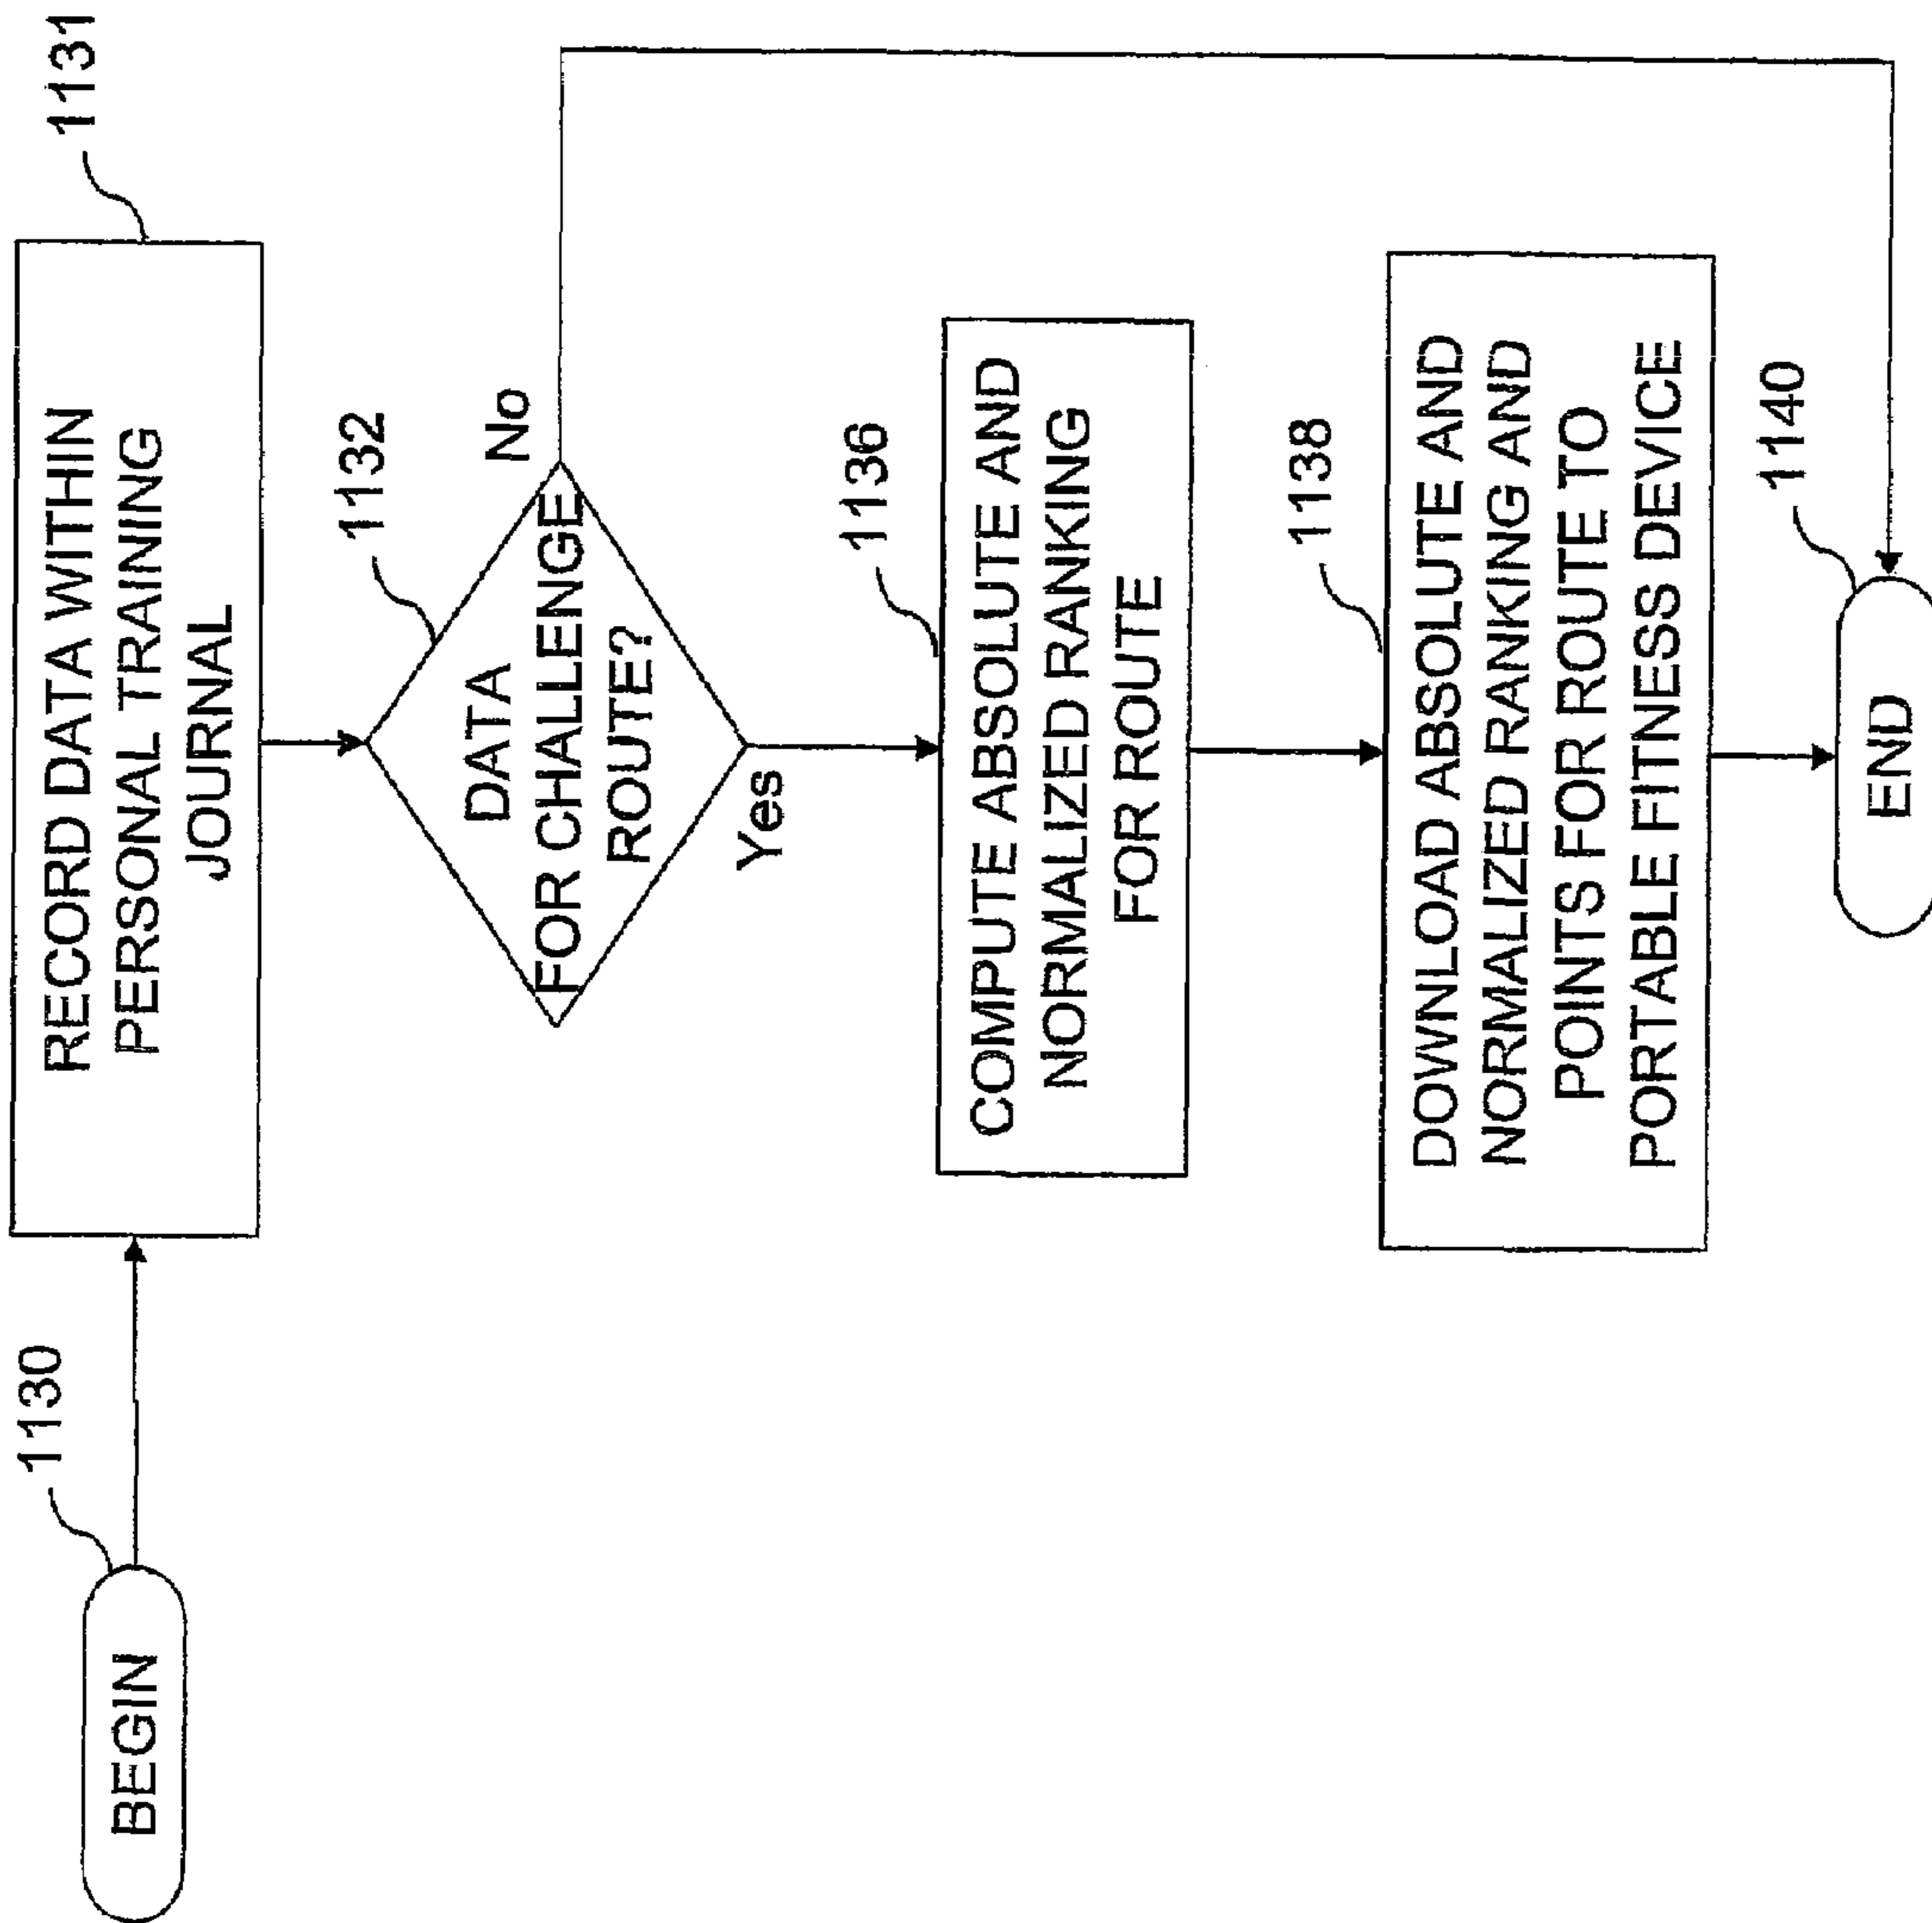 BEGIN
1130
RECORD DATA WITHIN
PERSONAL TRAINING
JOURNAL
1131
DATA
FOR CHALLENGE
ROUTE?
1132
No
Yes
COMPUTE ABSOLUTE AND
NORMALIZED RANKING
FOR ROUTE
1136
DOWNLOAD ABSOLUTE AND
NORMALIZED RANKING AND
POINTS FOR ROUTE TO
PORTABLE FITNESS DEVICE
1138
END
1140